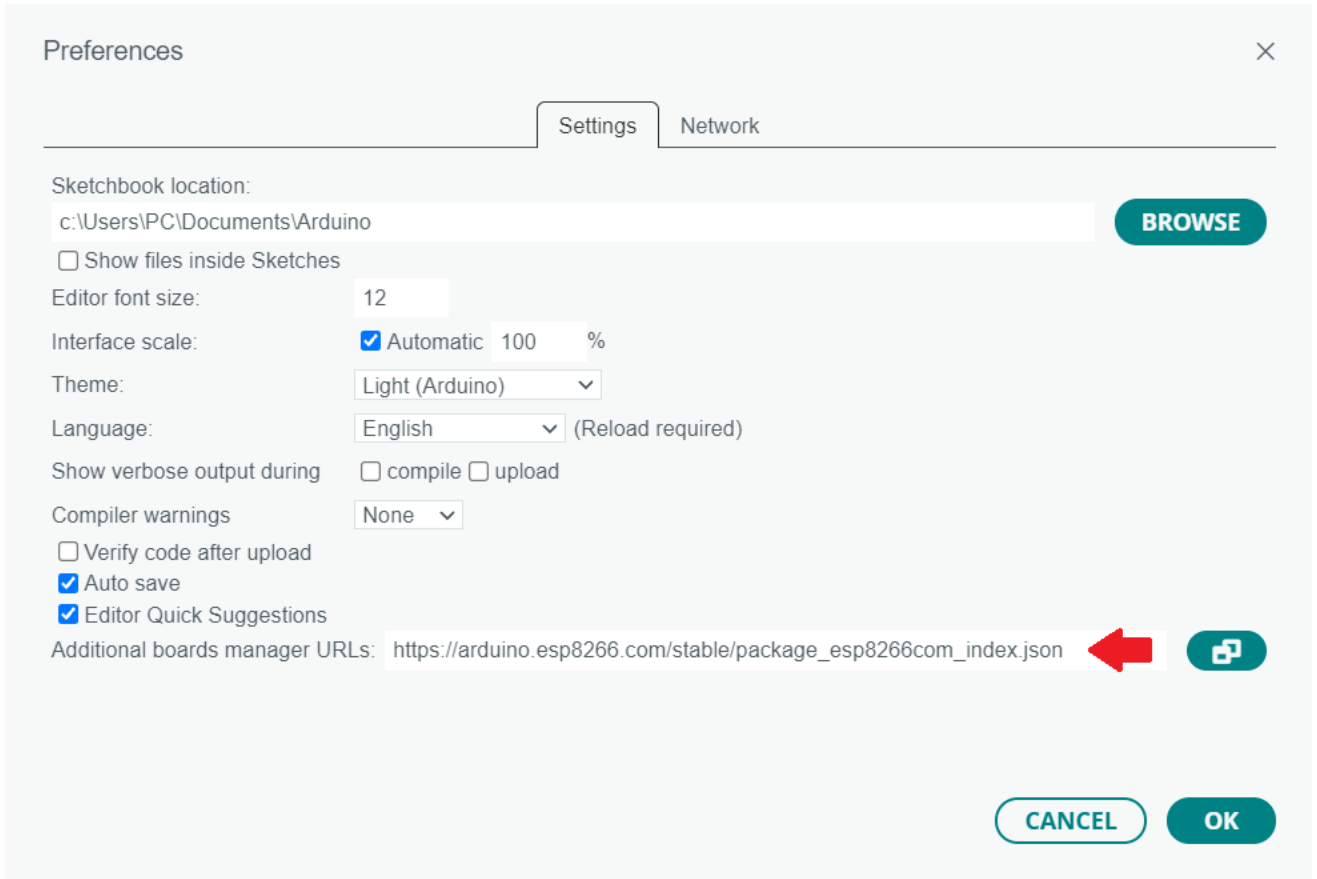 Preferences
Settings Network
Sketchbook location:
c:\Users\PC\Documents\Arduino BROWSE
Show files inside Sketches
Editor font size: 12
Interface scale: Automatic 100 %
Theme: Light (Arduino)
Language: English (Reload required)
Show verbose output during compile upload
Compiler warnings None
Verify code after upload
Auto save
Editor Quick Suggestions
Additional boards manager URLs: https://arduino.esp8266.com/stable/package_esp8266com_index.json
CANCEL OK